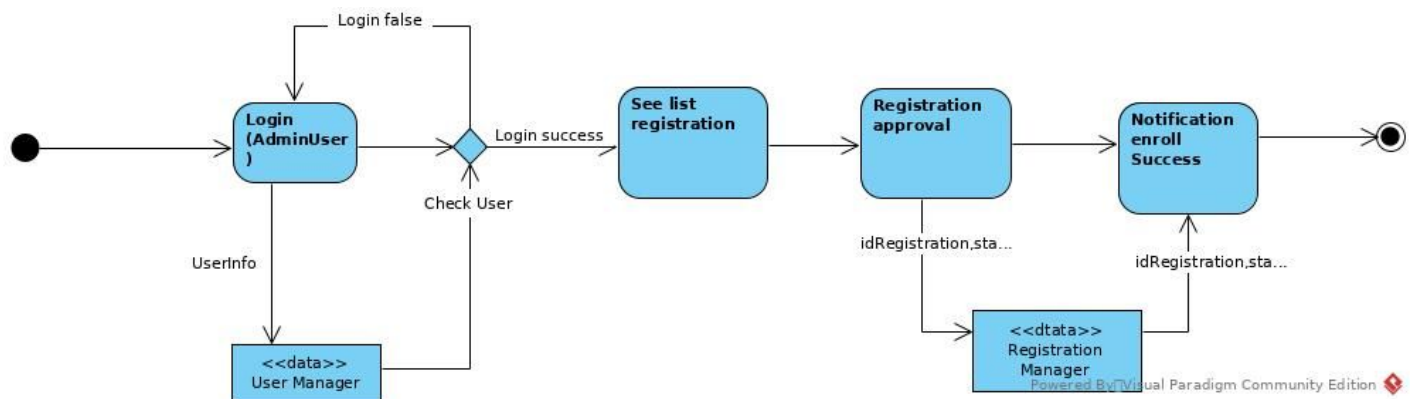 Login false
Login
(AdminUser
)
Login success
See list
registration
Registration
approval
Notification
enroll
Success
Check User
UserInfo
idRegistration,sta...
idRegistration,sta...
<<data>>
User Manager
<<dtata>>
Registration
Manager
Powered By Visual Paradigm Community Edition